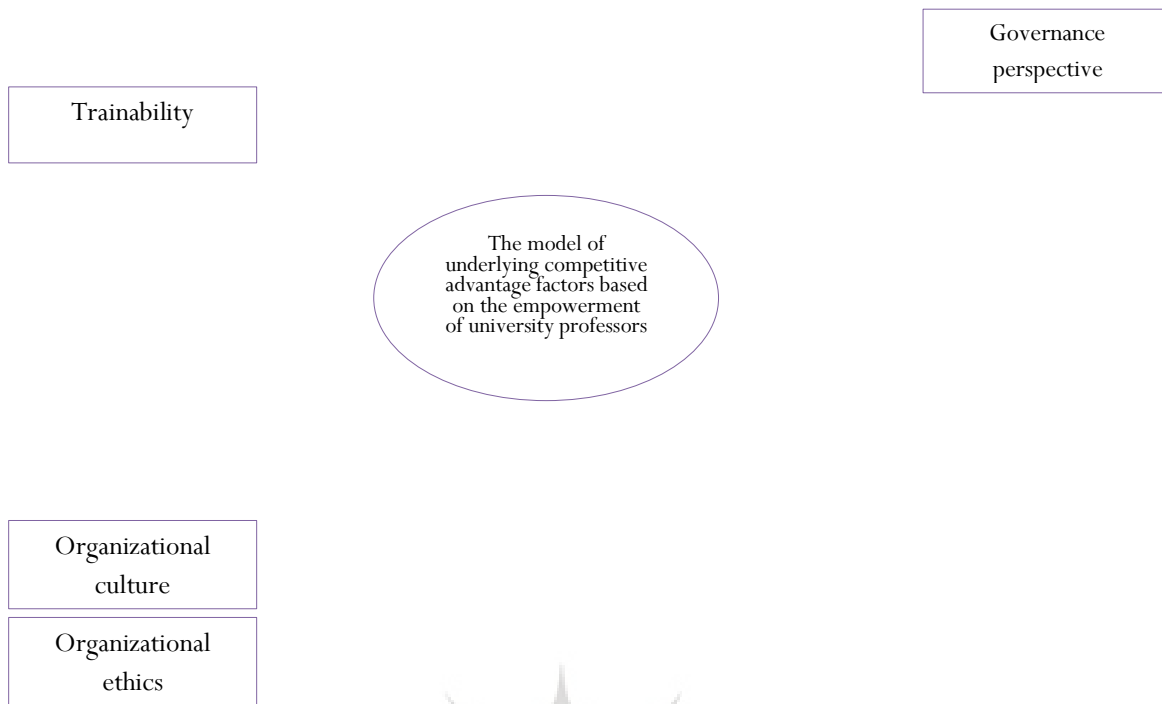 Governance
perspective
Trainability
The model of
underlying competitive
advantage factors based
on the empowerment
of university professors
Organizational
culture
Organizational
ethics